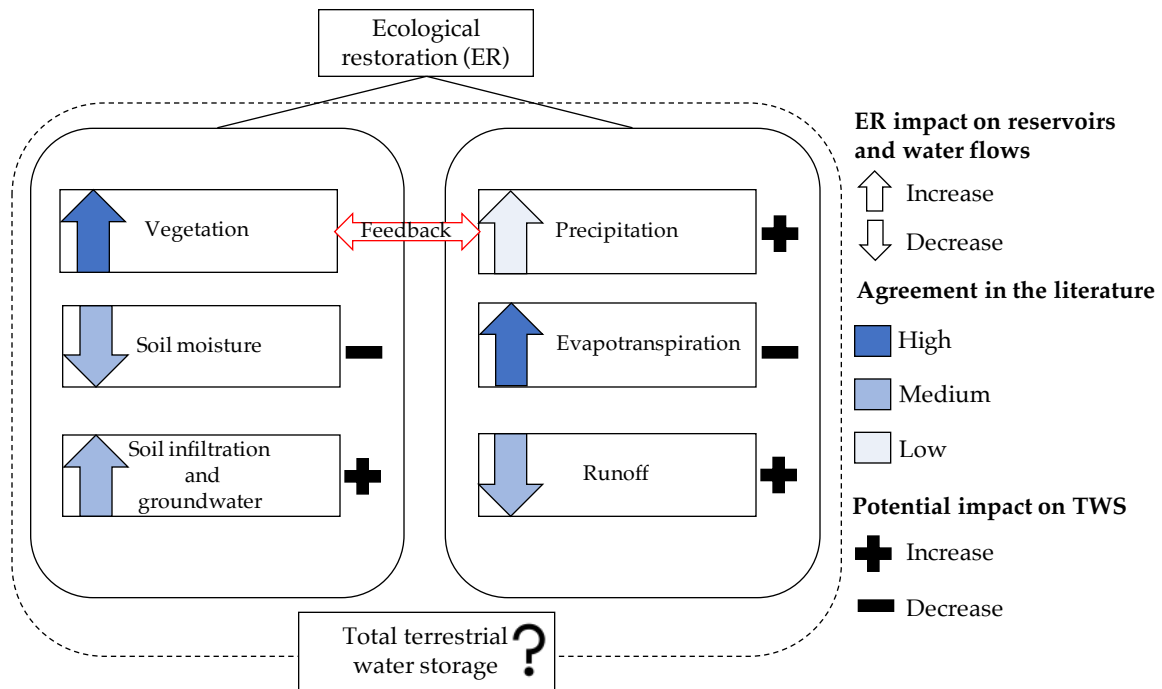 Ecological
restoration (ER)
Vegetation
Feedback
Precipitation
Soil moisture
Evapotranspiration
Soil infiltration
and
groundwater
Runoff
Total terrestrial
water storage
?
ER impact on reservoirs
and water flows
Increase
Decrease
Agreement in the literature
High
Medium
Low
Potential impact on TWS
Increase
Decrease